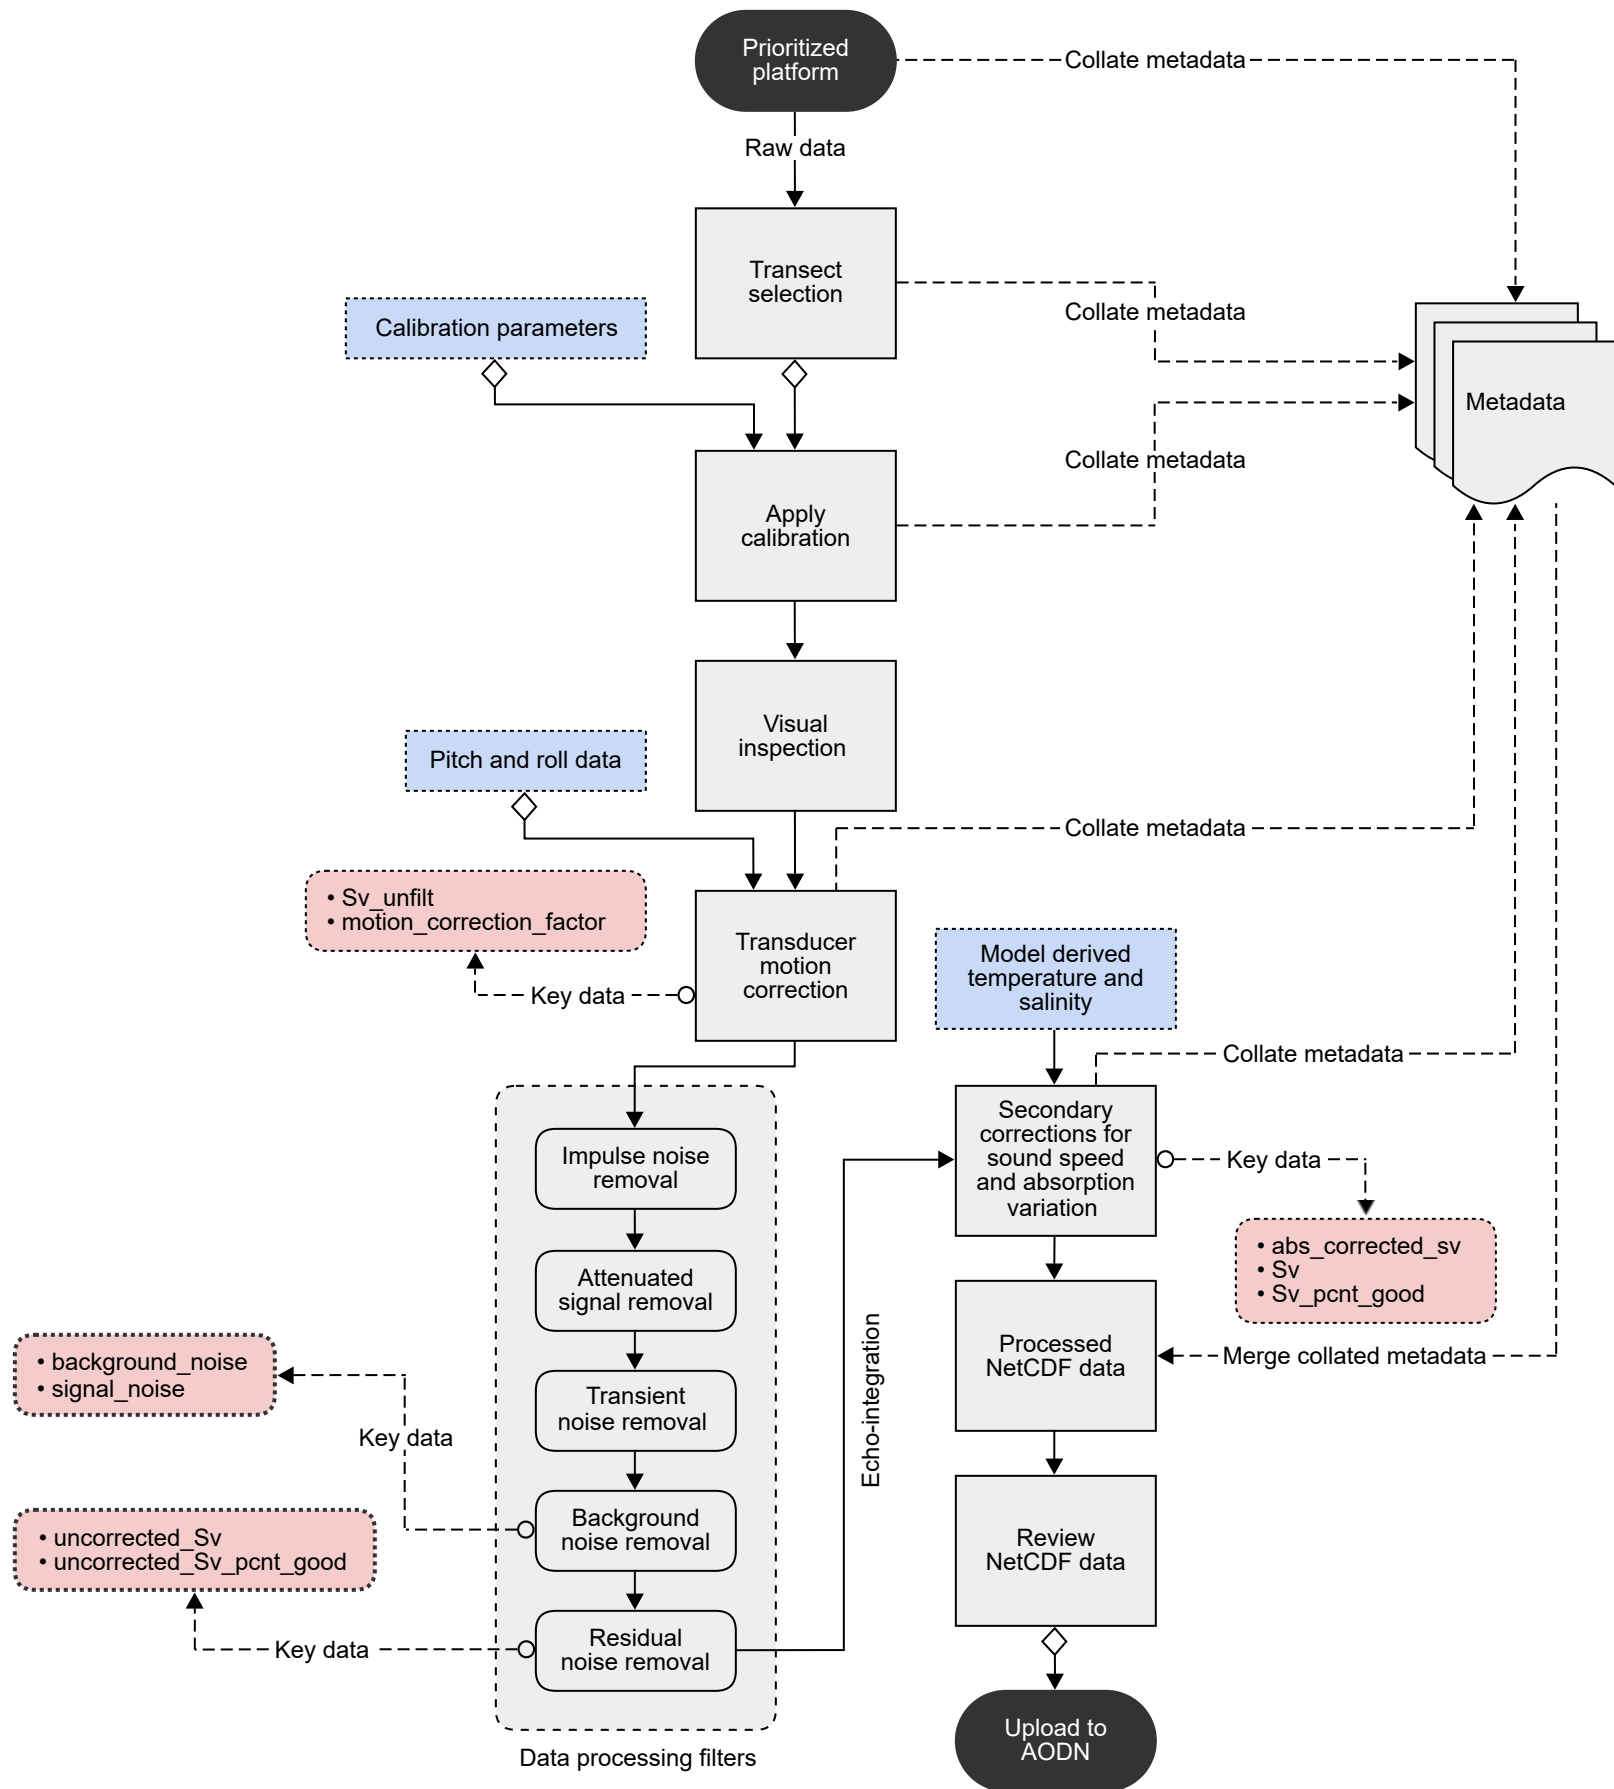 Prioritized
platform
Collate metadata
Raw data
Transect
selection
Collate metadata
Calibration parameters
Metadata
Collate metadata
Apply
calibration
Visual
inspection
Pitch and roll data
Collate metadata
• Sv_unfilt
• motion_correction_factor
Transducer
motion
correction
Key data
Model derived
temperature and
salinity
Collate metadata
Secondary
corrections for
sound speed
and absorption
variation
Key data
• abs_corrected_sv
• Sv
• Sv_pcnt_good
Impulse noise
removal
Attenuated
signal removal
Transient
noise removal
Background
noise removal
Residual
noise removal
• background_noise
• signal_noise
Key data
• uncorrected_Sv
• uncorrected_Sv_pcnt_good
Key data
Echo-integration
Processed
NetCDF data
Merge collated metadata
Review
NetCDF data
Upload to
AODN
Data processing filters